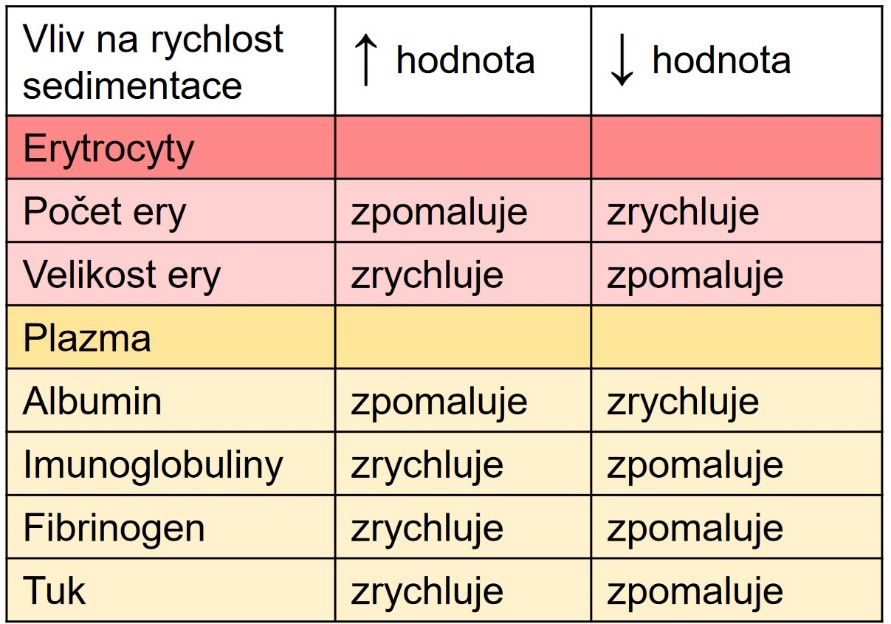 Vliv na rychlost
sedimentace
↑ hodnota
↓ hodnota
Erytrocyty
Počet ery zpomaluje zrychluje
Velikost ery zrychluje zpomaluje
Plazma
Albumin zpomaluje zrychluje
Imunoglobuliny zrychluje zpomaluje
Fibrinogen zrychluje zpomaluje
Tuk zrychluje zpomaluje